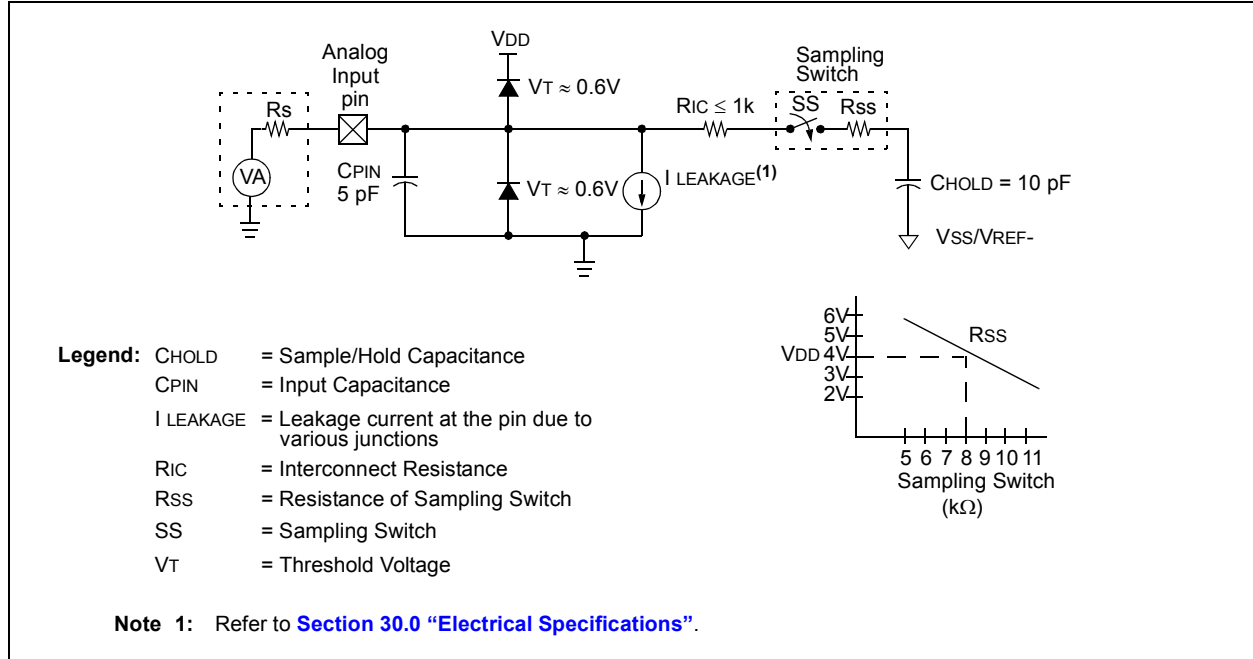 VDD
Analog
Input
pin
Sampling
Switch
VT ≈ 0.6V
Rs
RIC ≤ 1k
SS
Rss
VA
CPIN
5 pF
VT ≈ 0.6V
I LEAKAGE(1)
CHOLD = 10 pF
VSS/VREF-
6V
5V
VDD 4V
3V
2V
RSS
5 6 7 8 9 10 11
Sampling Switch
(kΩ)
Legend: CHOLD = Sample/Hold Capacitance
CPIN = Input Capacitance
I LEAKAGE = Leakage current at the pin due to
various junctions
RIC = Interconnect Resistance
RSS = Resistance of Sampling Switch
SS = Sampling Switch
VT = Threshold Voltage
Note 1: Refer to Section 30.0 “Electrical Specifications”.